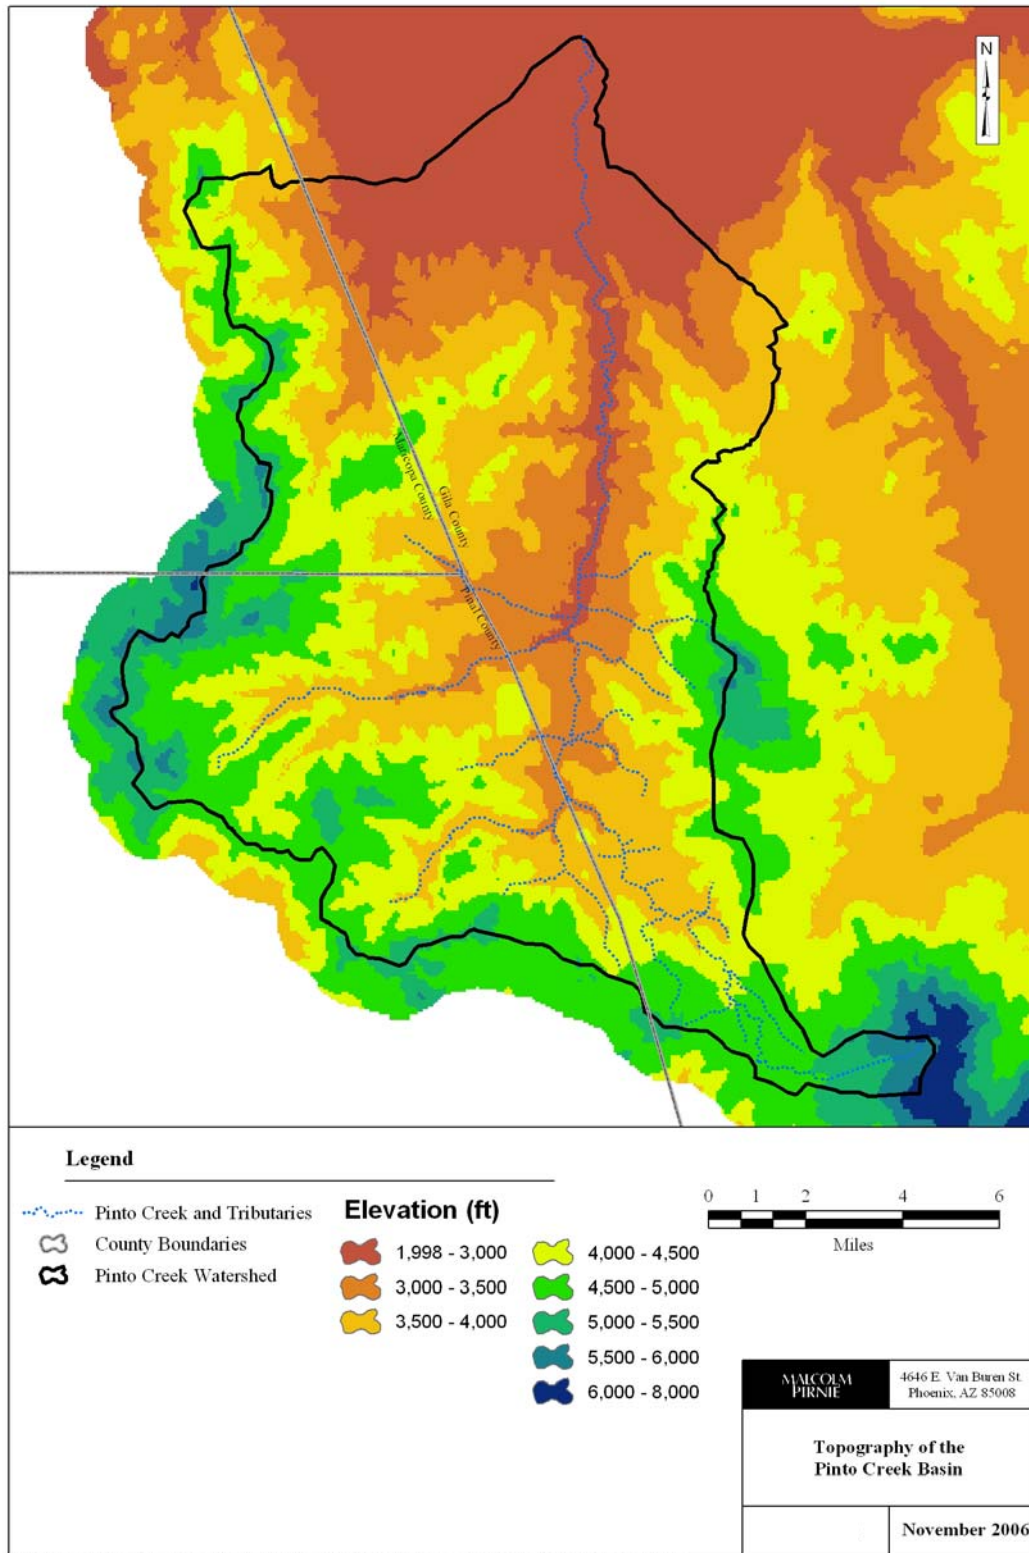 N
Maricopa County
Gila County
Pinal County
Legend
Pinto Creek and Tributaries
County Boundaries
Pinto Creek Watershed
Elevation (ft)
1,998 - 3,000
3,000 - 3,500
3,500 - 4,000
4,000 - 4,500
4,500 - 5,000
5,000 - 5,500
5,500 - 6,000
6,000 - 8,000
0 1 2 4 6
Miles
MALCOLM
PIRNIE
4646 E. Van Buren St.
Phoenix, AZ 85008
Topography of the
Pinto Creek Basin
November 2006